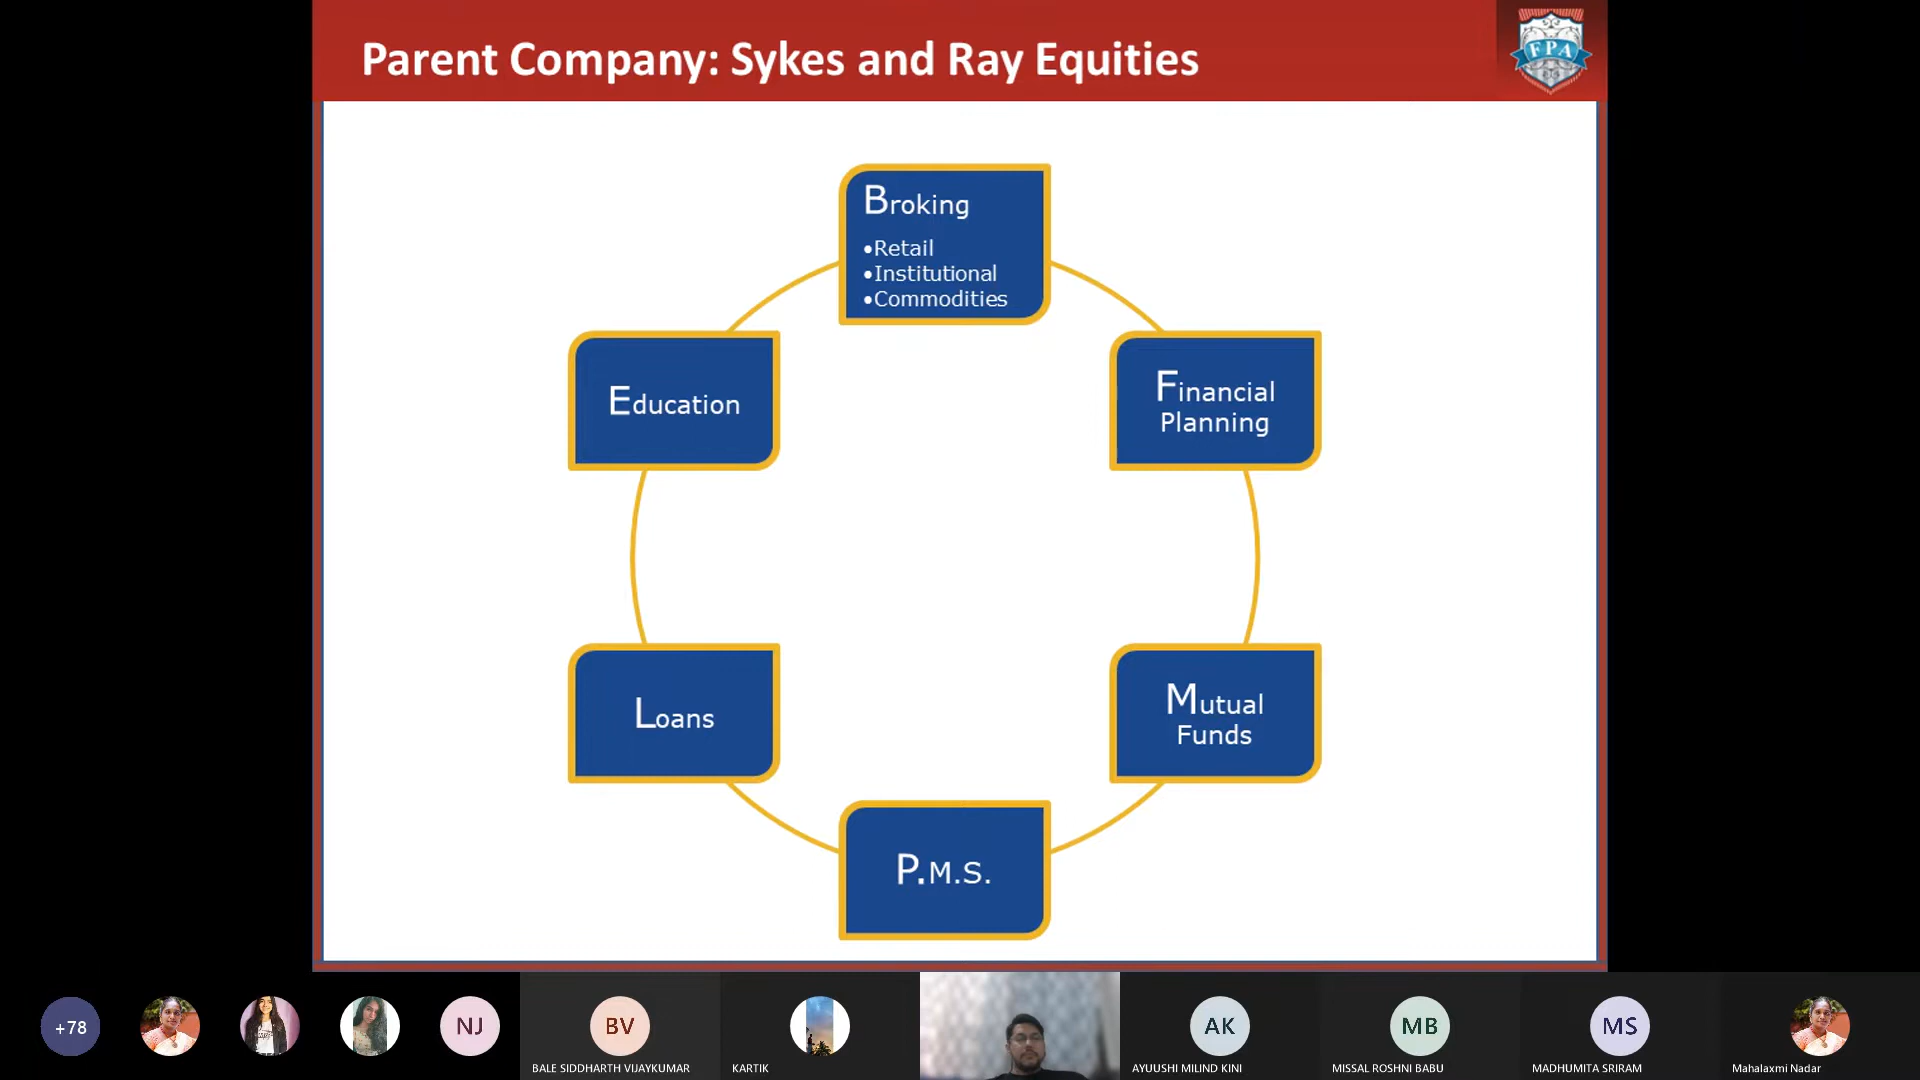 Parent Company: Sykes and Ray Equities
FPA
Broking
•Retail
•Institutional
•Commodities
Education
Financial
Planning
Loans
Mutual
Funds
P.M.S.
+78
NJ
BV
AK
MB
MS
BALE SIDDHARTH VIJAYKUMAR
KARTIK
AYUUSHI MILIND KINI
MISSAL ROSHNI BABU
MADHUMITA SRIRAM
Mahalaxmi Nadar